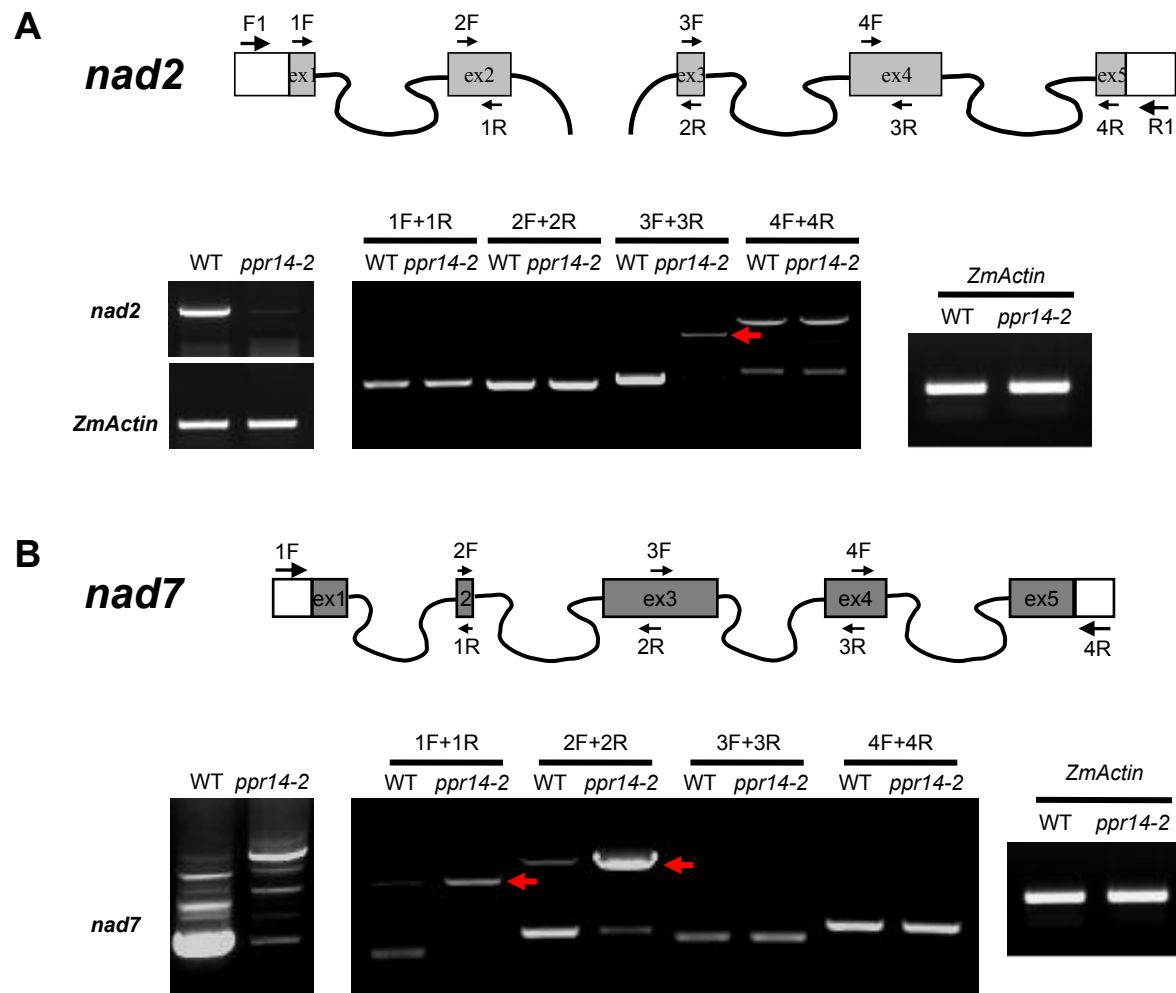 A
nad2
F1 1F 2F 3F 4F
ex1 ex2 ex3 ex4 ex5
1R 2R 3R 4R R1
1F+1R 2F+2R 3F+3R 4F+4R
WT ppr14-2
WT ppr14-2 WT ppr14-2 WT ppr14-2 WT ppr14-2
ZmActin
WT ppr14-2
nad2
ZmActin
B
nad7
1F 2F 3F 4F
ex1 2 ex3 ex4 ex5
1R 2R 3R 4R
1F+1R 2F+2R 3F+3R 4F+4R
WT ppr14-2
WT ppr14-2 WT ppr14-2 WT ppr14-2 WT ppr14-2
ZmActin
WT ppr14-2
nad7